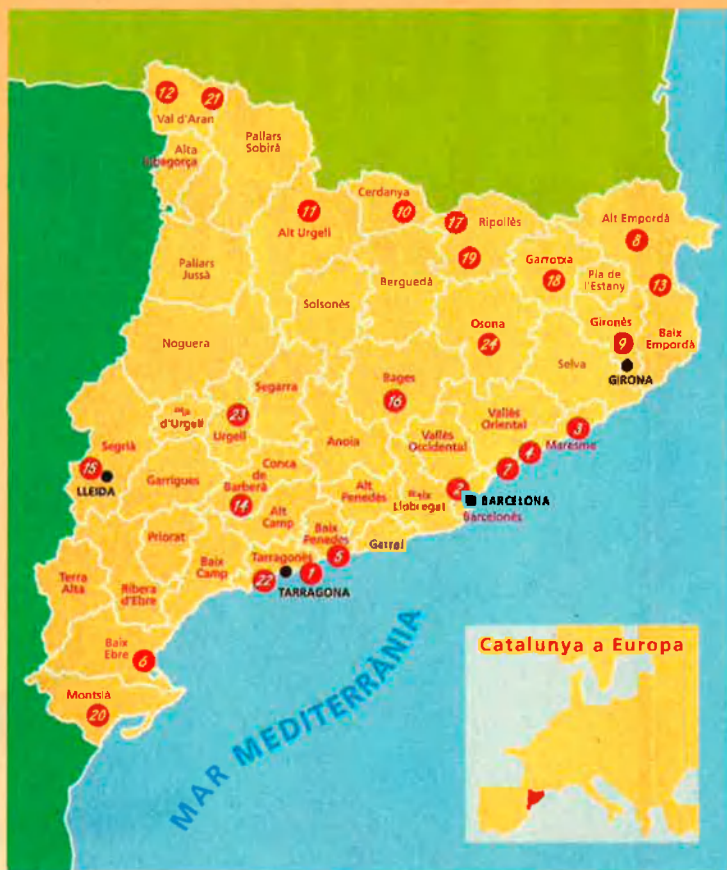 12
21
Val d'Aran
Pallars
Sobirà
Alta
Ribagorça
Cerdanya
11
10
17
Ripollès
Alt Empordà
8
Alt Urgell
19
Garrotxa
18
Pla de
l'Estany
13
Pallars
Jussà
Berguedà
Solsonès
Osona
24
Gironès
9
Baix
Empordà
GIRONA
Noguera
Selva
Segarra
Bages
16
Pla
d'Urgell
23
Urgell
Vallès
Oriental
3
Maresme
Segrià
Anoia
Vallès
Occidental
4
7
15
LLEIDA
Garrigues
Conca
de
Barberà
14
Alt
Penedès
Baix
Llobregat
2
BARCELONA
Barcelonès
Alt
Camp
Priorat
Baix
Penedès
5
Garraf
Terra
Alta
Ribera
d'Ebre
Baix
Camp
Tarragonès
22
1
TARRAGONA
Baix
Ebre
6
Montsià
20
MAR MEDITERRÀNIA
Catalunya a Europa